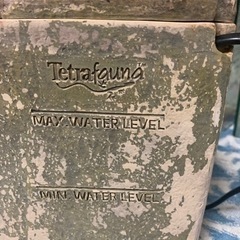 Tetrafauna
MAX. WATER LEVEL
MIN. WATER LEVEL